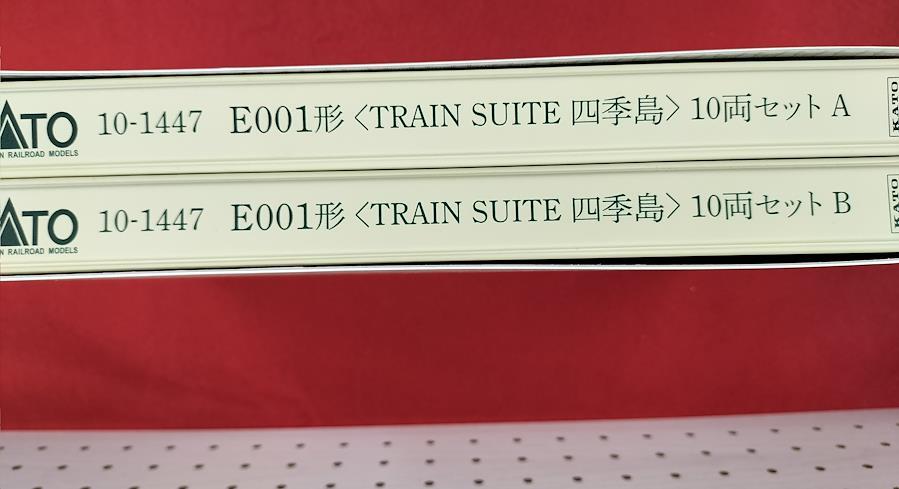 ATO 10-1447 E001形〈TRAIN SUITE 四季島〉10両セット A KATO
N RAILROAD MODELS
ATO 10-1447 E001形〈TRAIN SUITE 四季島〉10両セット B KATO
N RAILROAD MODELS